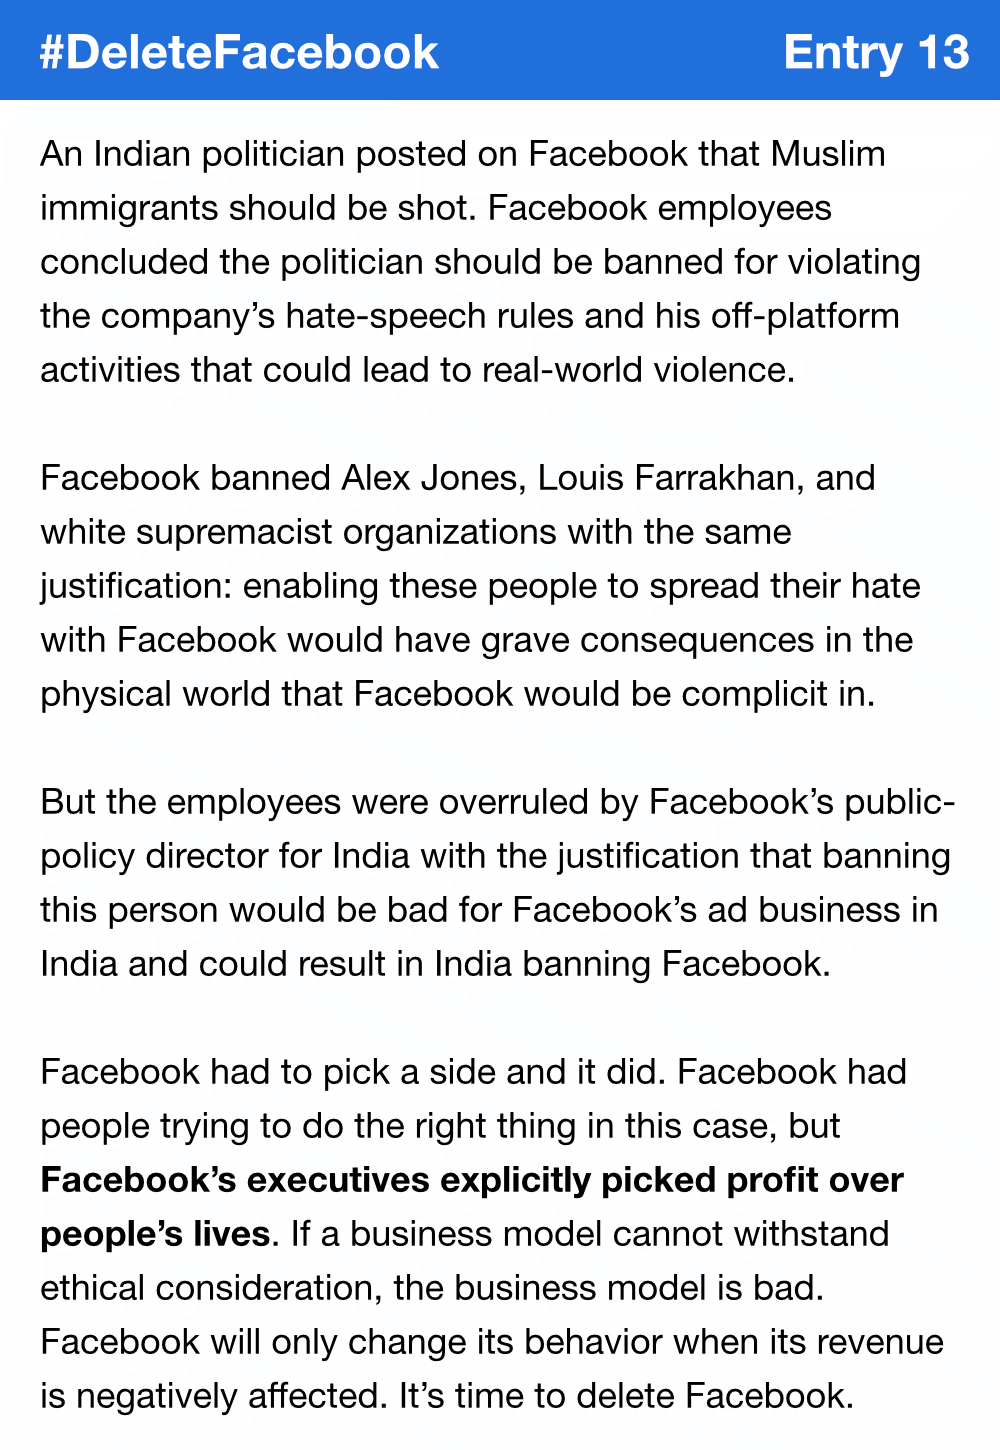 #DeleteFacebook Entry 13
An Indian politician posted on Facebook that Muslim
immigrants should be shot. Facebook employees
concluded the politician should be banned for violating
the company’s hate-speech rules and his off-platform
activities that could lead to real-world violence.
Facebook banned Alex Jones, Louis Farrakhan, and
white supremacist organizations with the same
justification: enabling these people to spread their hate
with Facebook would have grave consequences in the
physical world that Facebook would be complicit in.
But the employees were overruled by Facebook’s public-
policy director for India with the justification that banning
this person would be bad for Facebook’s ad business in
India and could result in India banning Facebook.
Facebook had to pick a side and it did. Facebook had
people trying to do the right thing in this case, but
Facebook’s executives explicitly picked profit over
people’s lives. If a business model cannot withstand
ethical consideration, the business model is bad.
Facebook will only change its behavior when its revenue
is negatively affected. It’s time to delete Facebook.